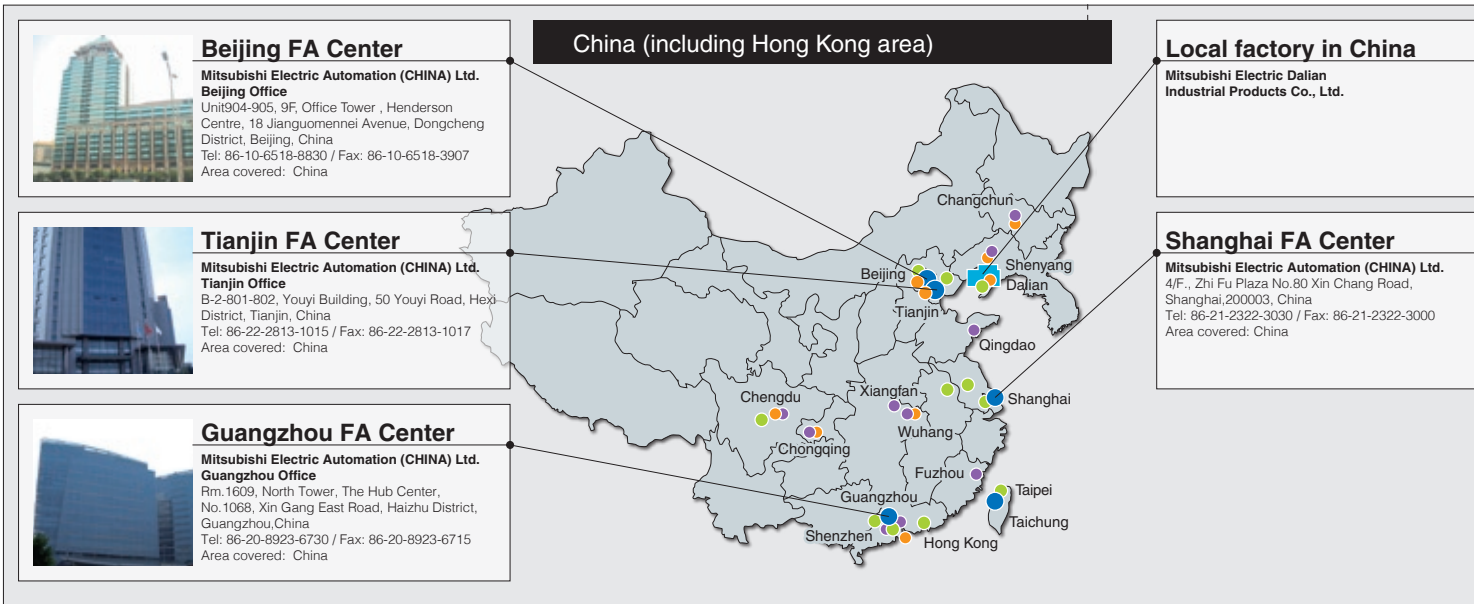 Beijing FA Center
Mitsubishi Electric Automation (CHINA) Ltd.
Beijing Office
Unit904-905, 9F, Office Tower , Henderson
Centre, 18 Jianguomennei Avenue, Dongcheng
District, Beijing, China
Tel: 86-10-6518-8830 / Fax: 86-10-6518-3907
Area covered: China
Tianjin FA Center
Mitsubishi Electric Automation (CHINA) Ltd.
Tianjin Office
B-2-801-802, Youyi Building, 50 Youyi Road, Hexi
District, Tianjin, China
Tel: 86-22-2813-1015 / Fax: 86-22-2813-1017
Area covered: China
Guangzhou FA Center
Mitsubishi Electric Automation (CHINA) Ltd.
Guangzhou Office
Rm.1609, North Tower, The Hub Center,
No.1068, Xin Gang East Road, Haizhu District,
Guangzhou,China
Tel: 86-20-8923-6730 / Fax: 86-20-8923-6715
Area covered: China
China (including Hong Kong area)
Changchun
Shenyang
Beijing
Dalian
Tianjin
Qingdao
Chengdu
Xiangfan
Shanghai
Wuhang
Chongqing
Fuzhou
Guangzhou
Taipei
Taichung
Shenzhen
Hong Kong
Local factory in China
Mitsubishi Electric Dalian
Industrial Products Co., Ltd.
Shanghai FA Center
Mitsubishi Electric Automation (CHINA) Ltd.
4/F., Zhi Fu Plaza No.80 Xin Chang Road,
Shanghai,200003, China
Tel: 86-21-2322-3030 / Fax: 86-21-2322-3000
Area covered: China